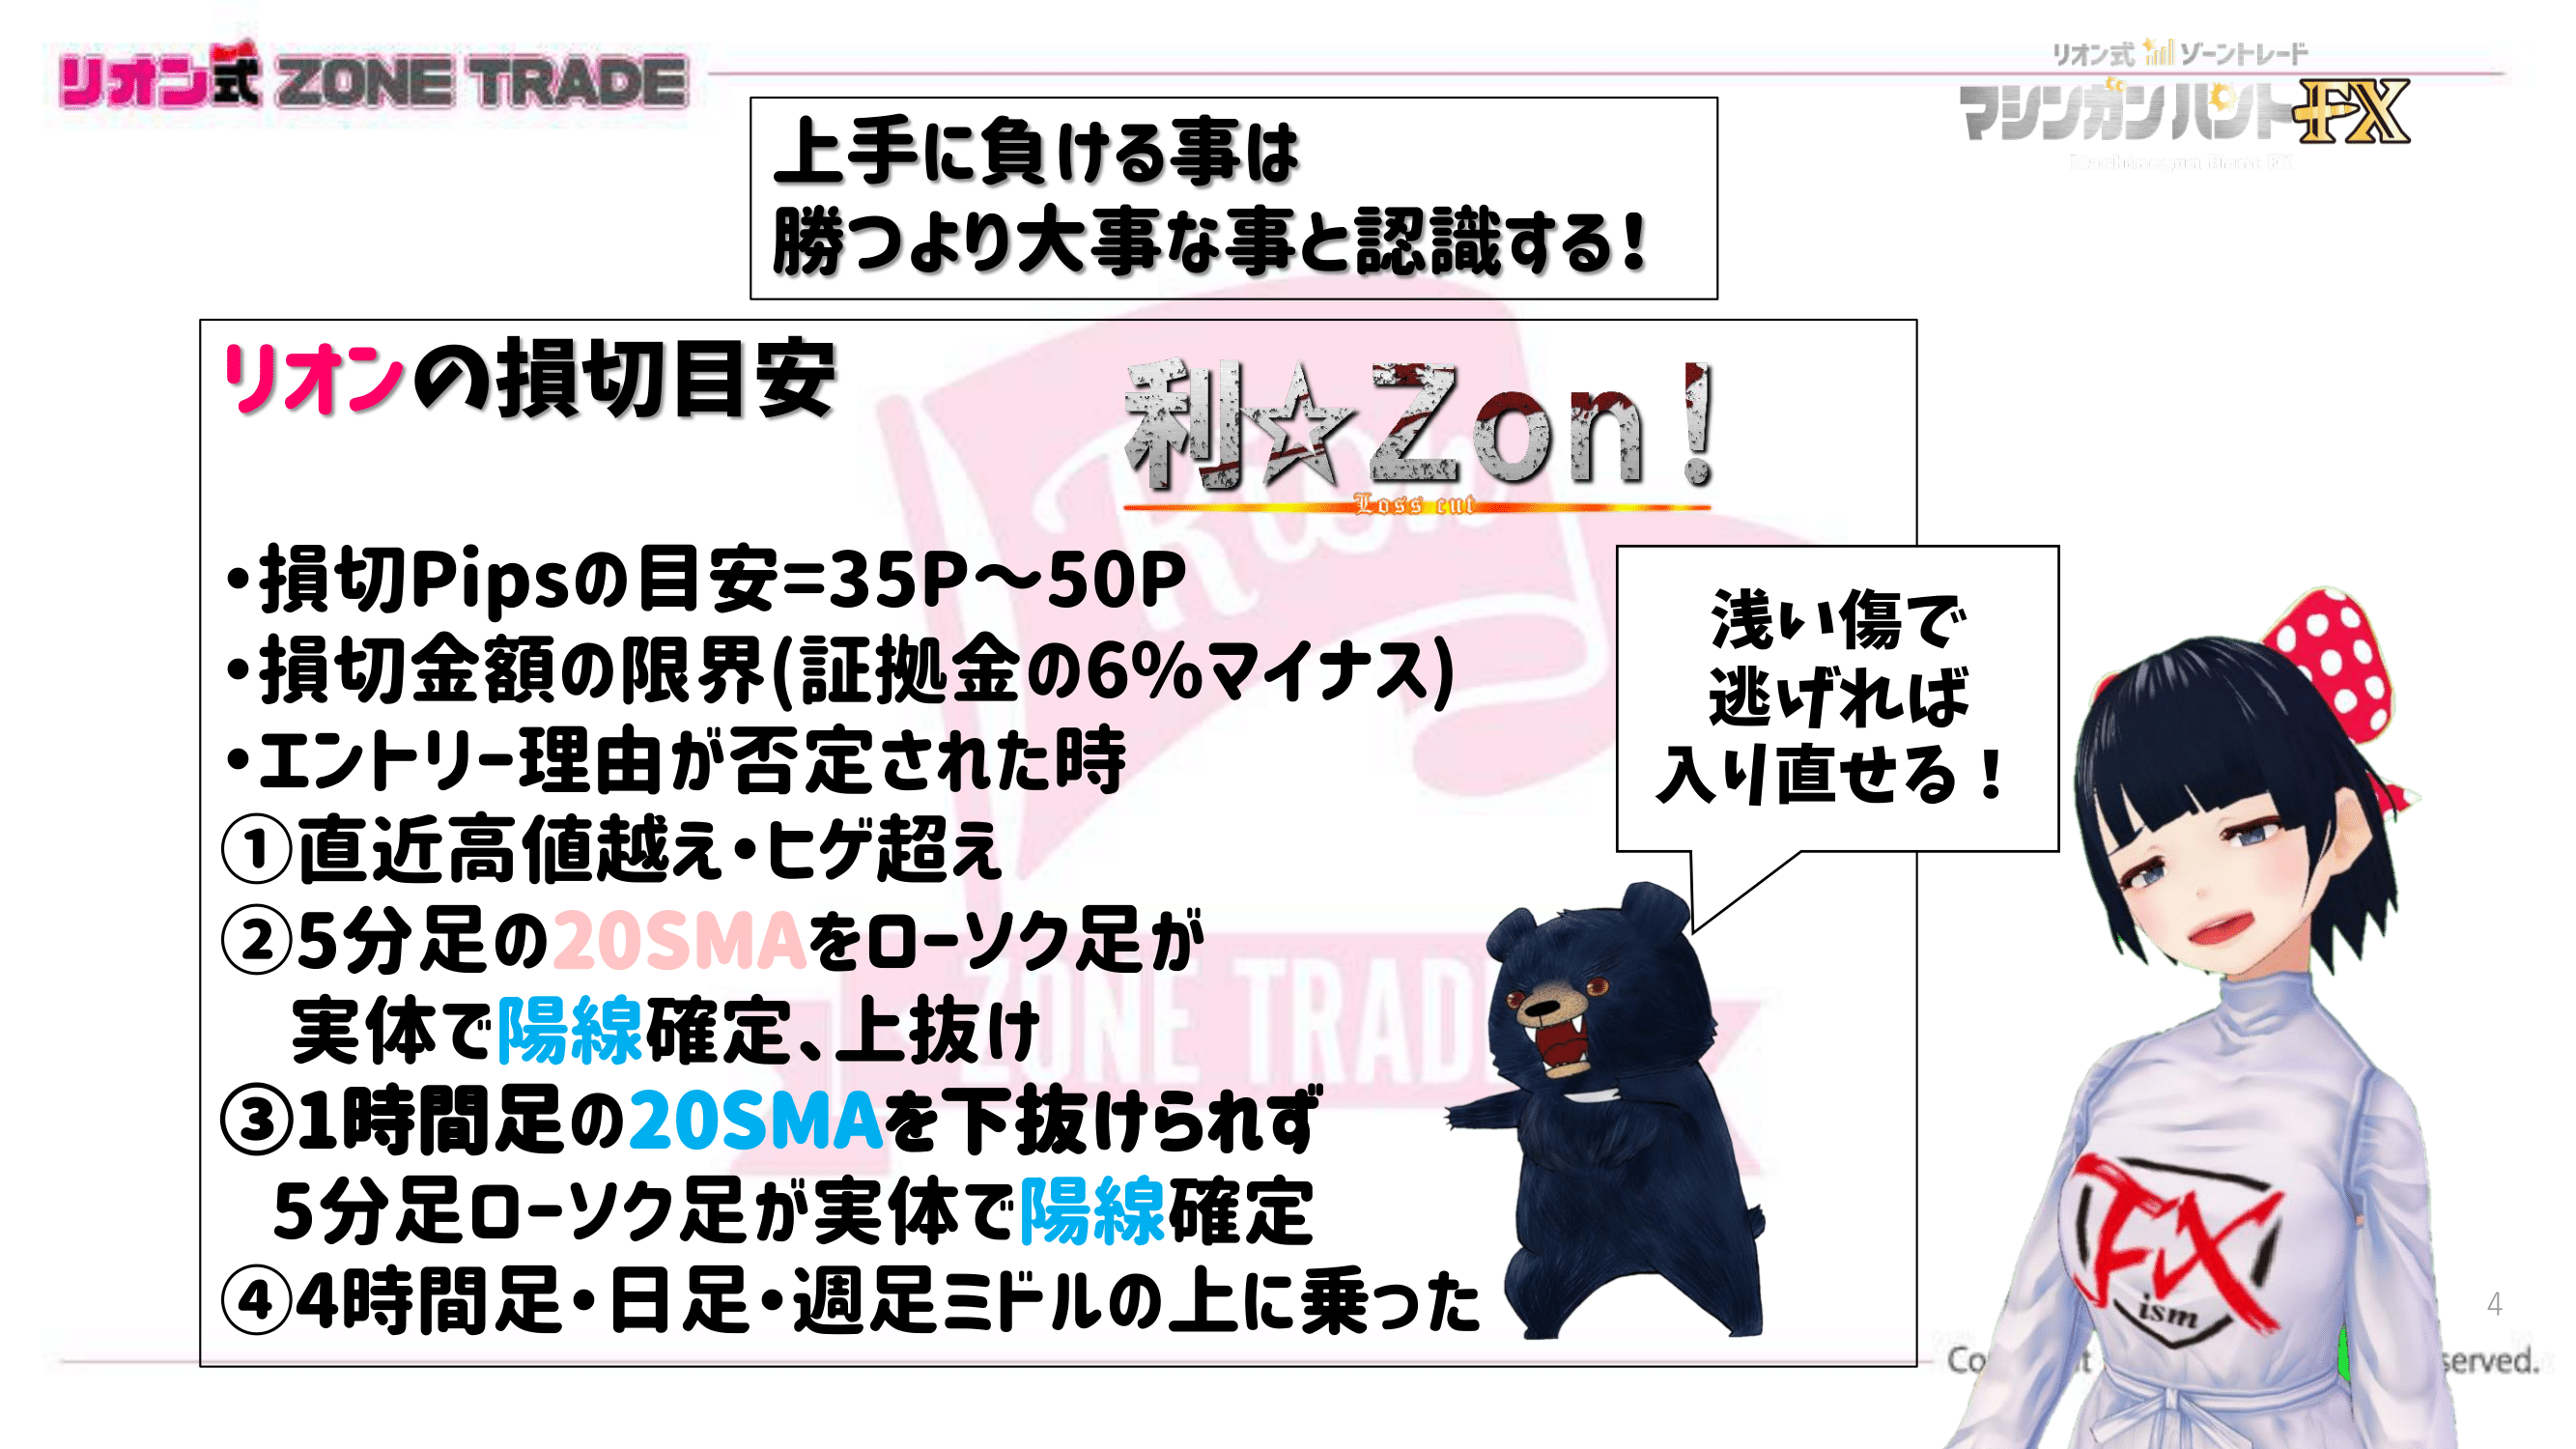 リオン式 ZONE TRADE
リオン式 ゾーントレード
マシンガンハントFX
上手に負ける事は
勝つより大事な事と認識する！
リオンの損切目安
利☆Zon！
Loss cut
・損切Pipsの目安=35P～50P
・損切金額の限界(証拠金の6%マイナス)
・エントリー理由が否定された時
①直近高値越え・ヒゲ超え
②5分足の20SMAをローソク足が
実体で陽線確定、上抜け
③1時間足の20SMAを下抜けられず
5分足ローソク足が実体で陽線確定
④4時間足・日足・週足ミドルの上に乗った
浅い傷で
逃げれば
入り直せる！
Rion
ZONE TRADE
FX
ism
4